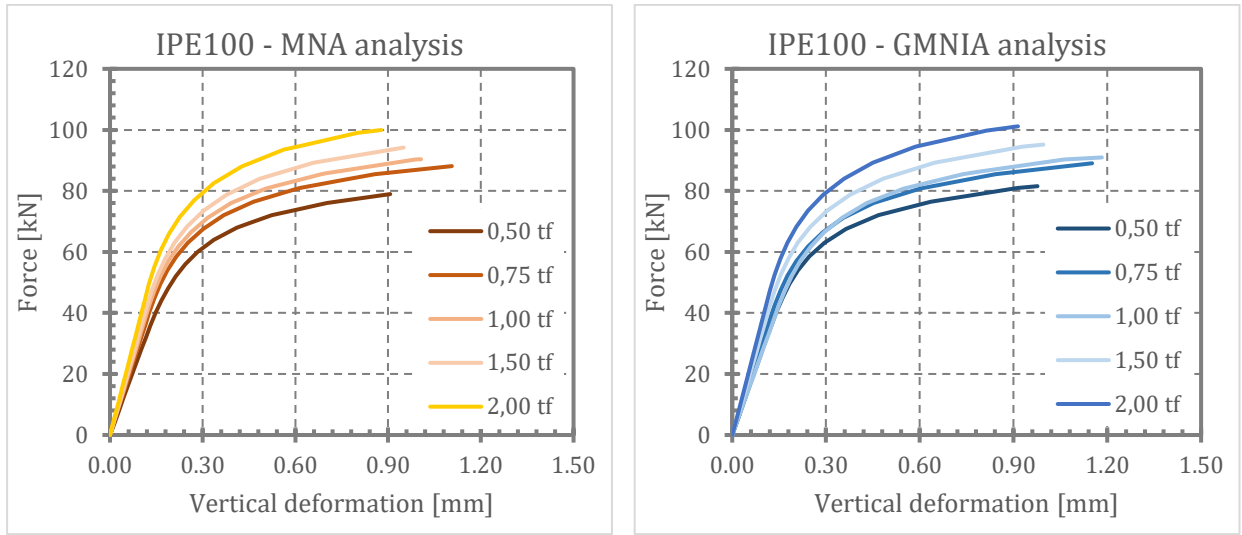 IPE100 - MNA analysis
120
100
80
60
40
20
0
Force [kN]
0.00 0.30 0.60 0.90 1.20 1.50
Vertical deformation [mm]
0,50 tf
0,75 tf
1,00 tf
1,50 tf
2,00 tf
IPE100 - GMNIA analysis
120
100
80
60
40
20
0
Force [kN]
0.00 0.30 0.60 0.90 1.20 1.50
Vertical deformation [mm]
0,50 tf
0,75 tf
1,00 tf
1,50 tf
2,00 tf